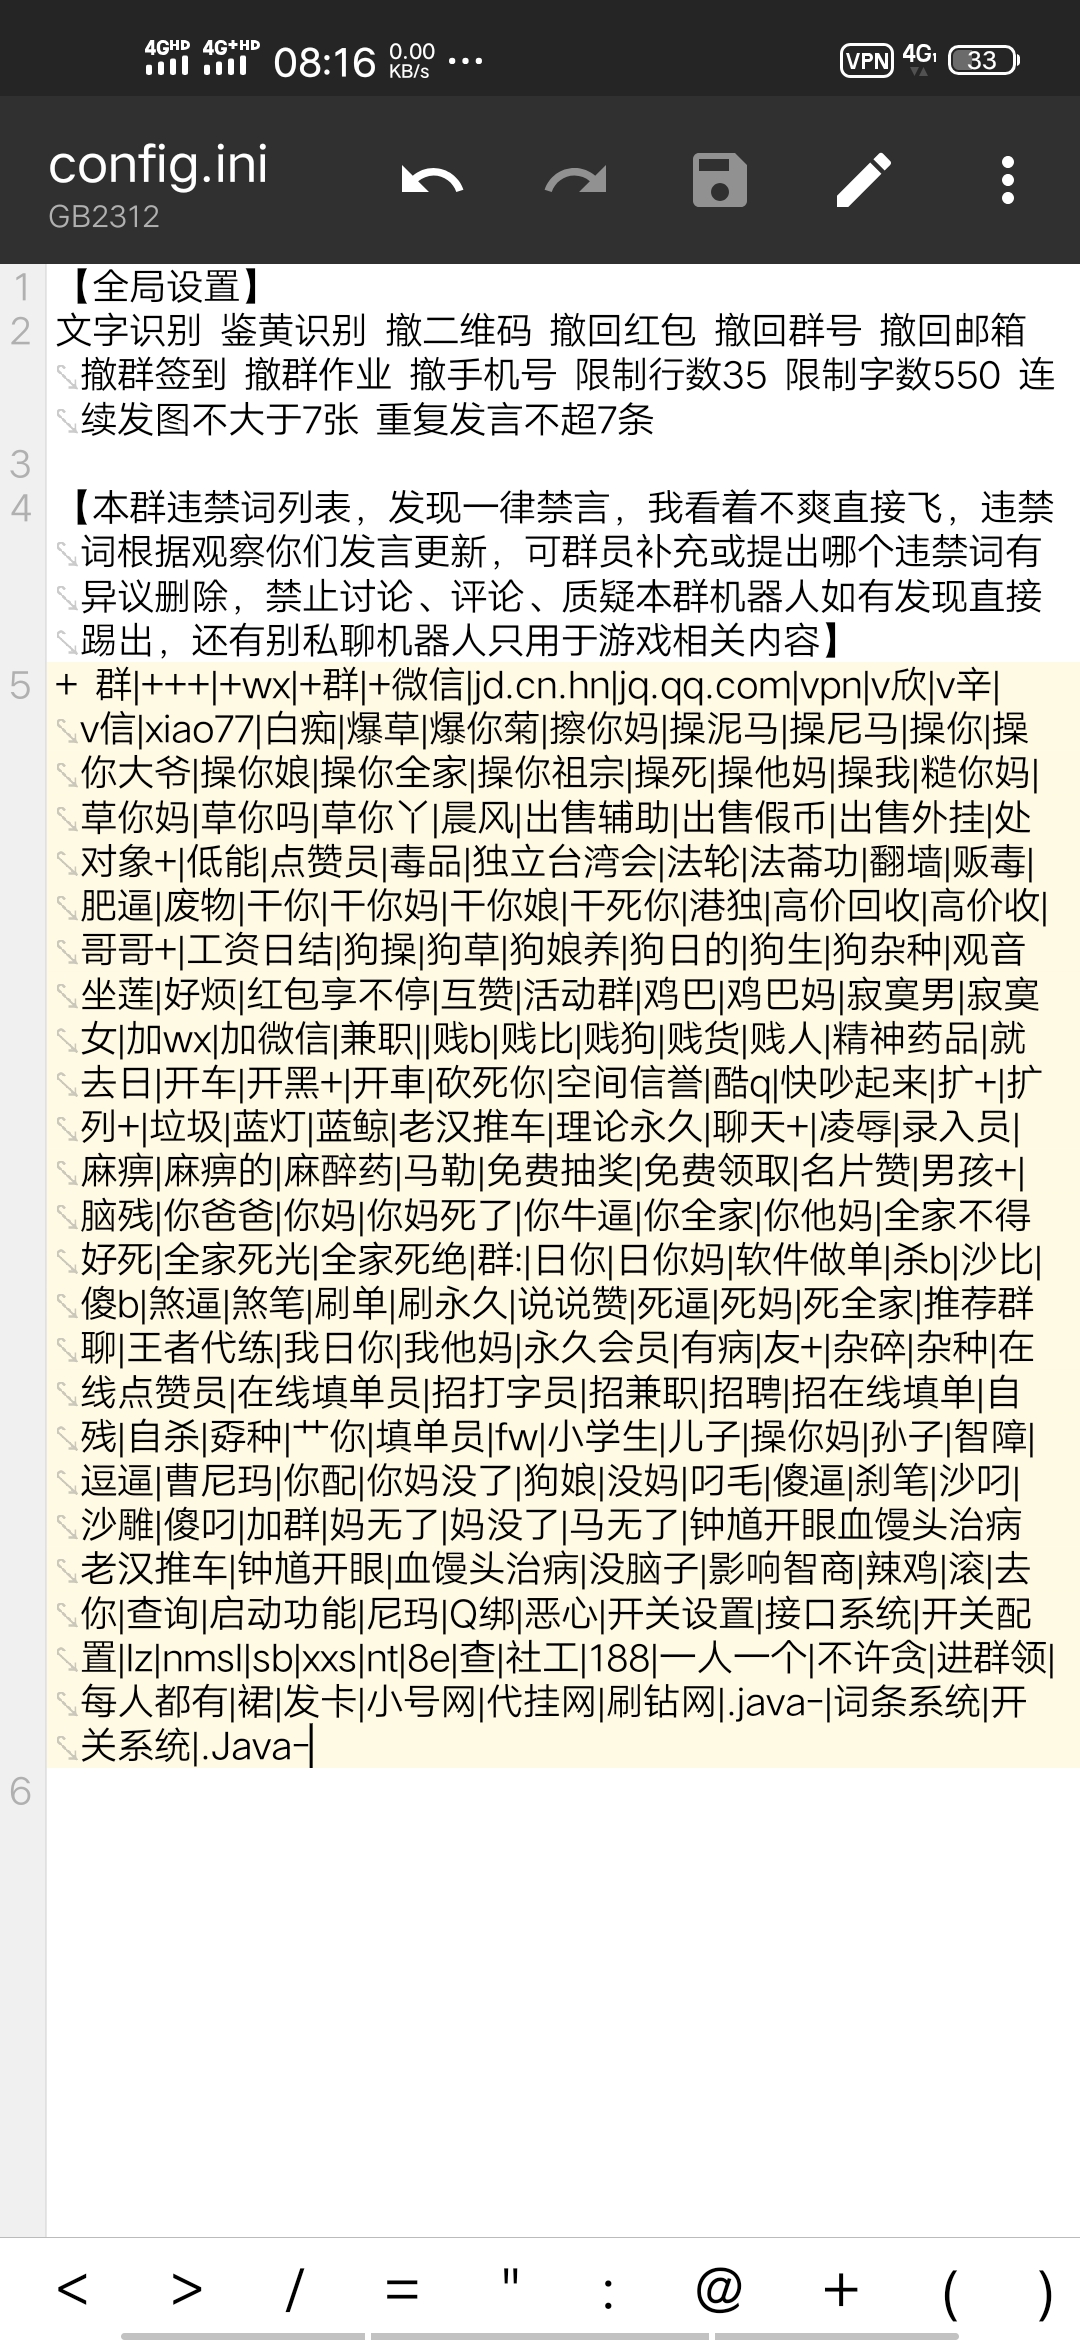 4GHD 4G+HD 08:16 0.00 KB/s ... VPN 4G 33
config.ini
GB2312
1 【全局设置】
2 文字识别 鉴黄识别 撤二维码 撤回红包 撤回群号 撤回邮箱
撤群签到 撤群作业 撤手机号 限制行数35 限制字数550 连
续发图不大于7张 重复发言不超7条
3
4 【本群违禁词列表，发现一律禁言，我看着不爽直接飞，违禁
词根据观察你们发言更新，可群员补充或提出哪个违禁词有
异议删除，禁止讨论、评论、质疑本群机器人如有发现直接
踢出，还有别私聊机器人只用于游戏相关内容】
5 + 群|+++|+wx|+群|+微信|jd.cn.hn|jq.qq.com|vpn|v欣|v辛|
v信|xiao77|白痴|爆草|爆你菊|擦你妈|操泥马|操尼马|操你|操
你大爷|操你娘|操你全家|操你祖宗|操死|操他妈|操我|糙你妈|
草你妈|草你吗|草你丫|晨风|出售辅助|出售假币|出售外挂|处
对象+|低能|点赞员|毒品|独立台湾会|法轮|法菕功|翻墙|贩毒|
肥逼|废物|干你|干你妈|干你娘|干死你|港独|高价回收|高价收|
哥哥+|工资日结|狗操|狗草|狗娘养|狗日的|狗生|狗杂种|观音
坐莲|好烦|红包享不停|互赞|活动群|鸡巴|鸡巴妈|寂寞男|寂寞
女|加wx|加微信|兼职||贱b|贱比|贱狗|贱货|贱人|精神药品|就
去日|开车|开黑+|开車|砍死你|空间信誉|酷q|快吵起来|扩+|扩
列+|垃圾|蓝灯|蓝鲸|老汉推车|理论永久|聊天+|凌辱|录入员|
麻痹|麻痹的|麻醉药|马勒|免费抽奖|免费领取|名片赞|男孩+|
脑残|你爸爸|你妈|你妈死了|你牛逼|你全家|你他妈|全家不得
好死|全家死光|全家死绝|群:|日你|日你妈|软件做单|杀b|沙比|
傻b|煞逼|煞笔|刷单|刷永久|说说赞|死逼|死妈|死全家|推荐群
聊|王者代练|我日你|我他妈|永久会员|有病|友+|杂碎|杂种|在
线点赞员|在线填单员|招打字员|招兼职|招聘|招在线填单|自
残|自杀|孬种|艹你|填单员|fw|小学生|儿子|操你妈|孙子|智障|
逗逼|曹尼玛|你配|你妈没了|狗娘|没妈|叼毛|傻逼|刹笔|沙叼|
沙雕|傻叼|加群|妈无了|妈没了|马无了|钟馗开眼血馒头治病
老汉推车|钟馗开眼|血馒头治病|没脑子|影响智商|辣鸡|滚|去
你|查询|启动功能|尼玛|Q绑|恶心|开关设置|接口系统|开关配
置|lz|nmsl|sb|xxs|nt|8e|查|社工|188|一人一个|不许贪|进群领|
每人都有|裙|发卡|小号网|代挂网|刷钻网|.java-|词条系统|开
关系统|.Java-
6
< > / = " : @ + ( )